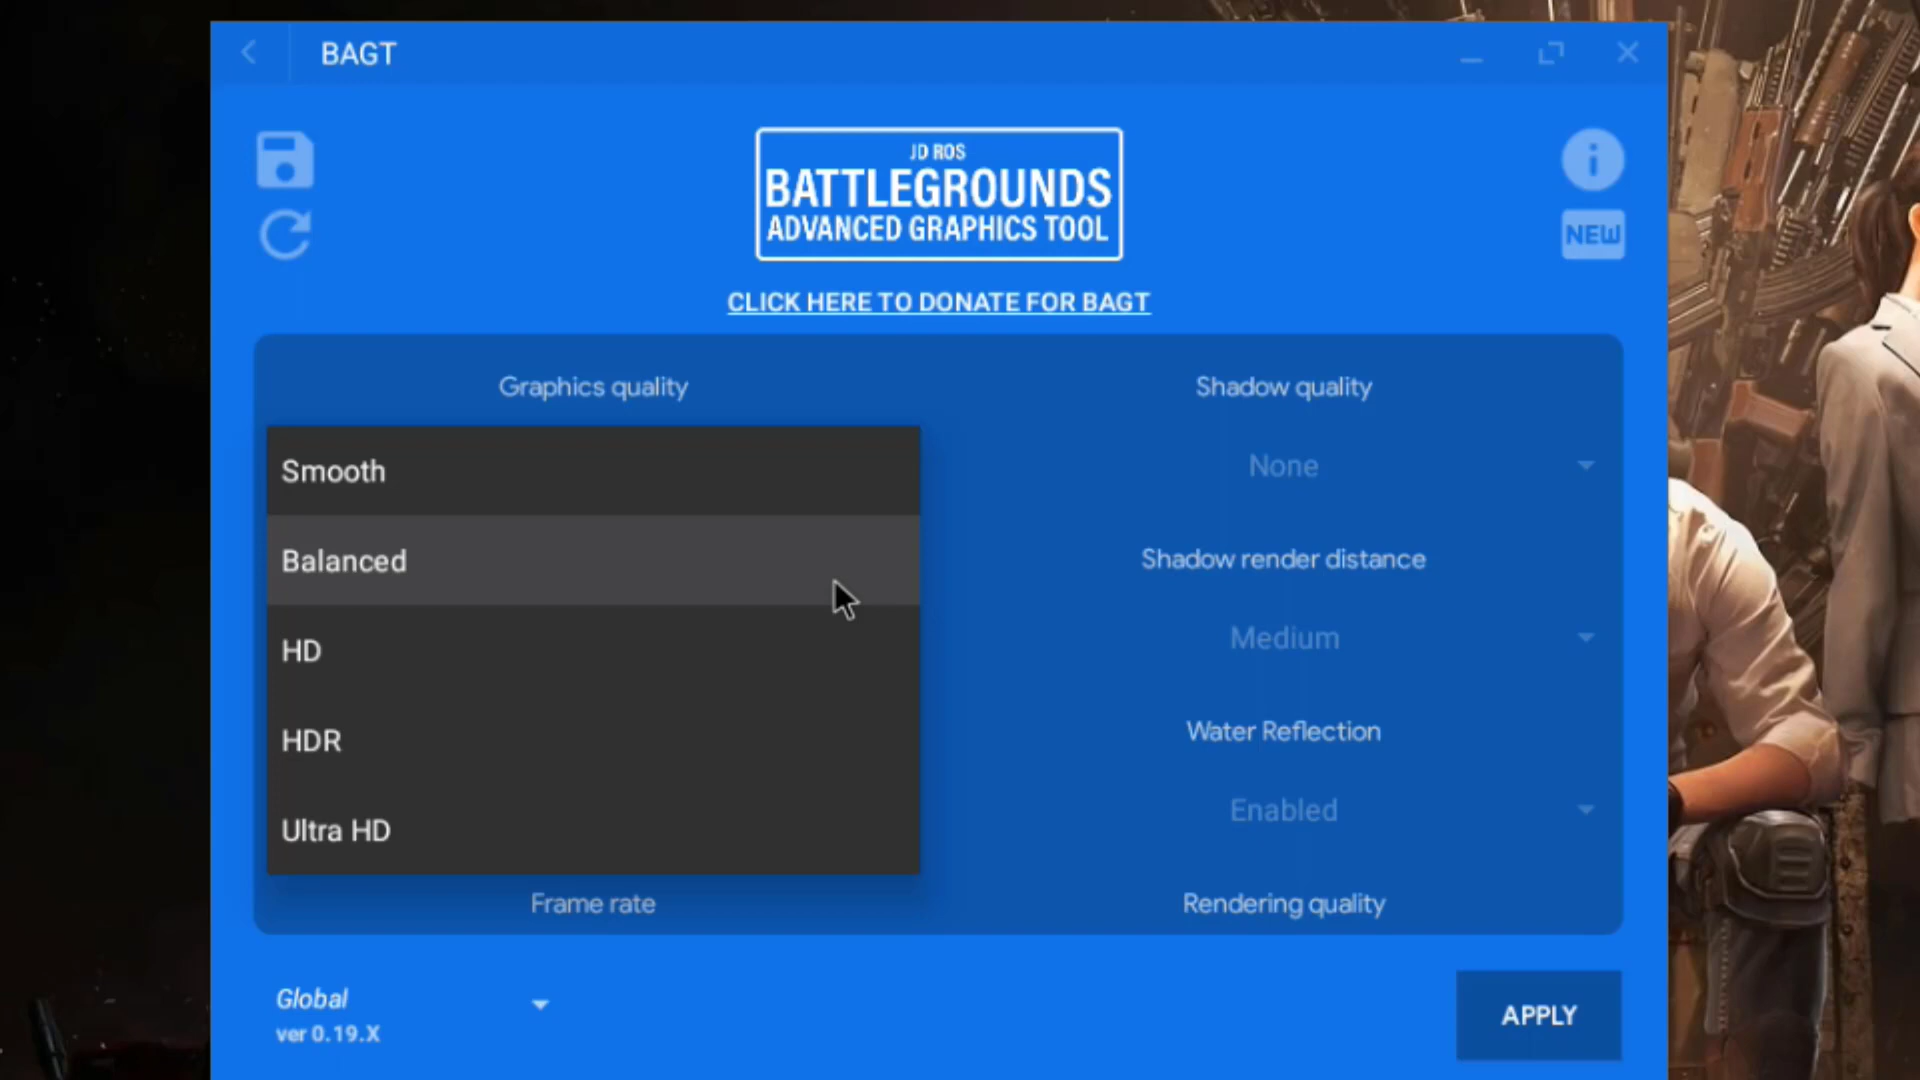 BAGT
JD ROS
BATTLEGROUNDS
ADVANCED GRAPHICS TOOL
NEW
CLICK HERE TO DONATE FOR BAGT
Graphics quality
Smooth
Balanced
HD
HDR
Ultra HD
Frame rate
Shadow quality
None
Shadow render distance
Medium
Water Reflection
Enabled
Rendering quality
Global
ver 0.19.X
APPLY